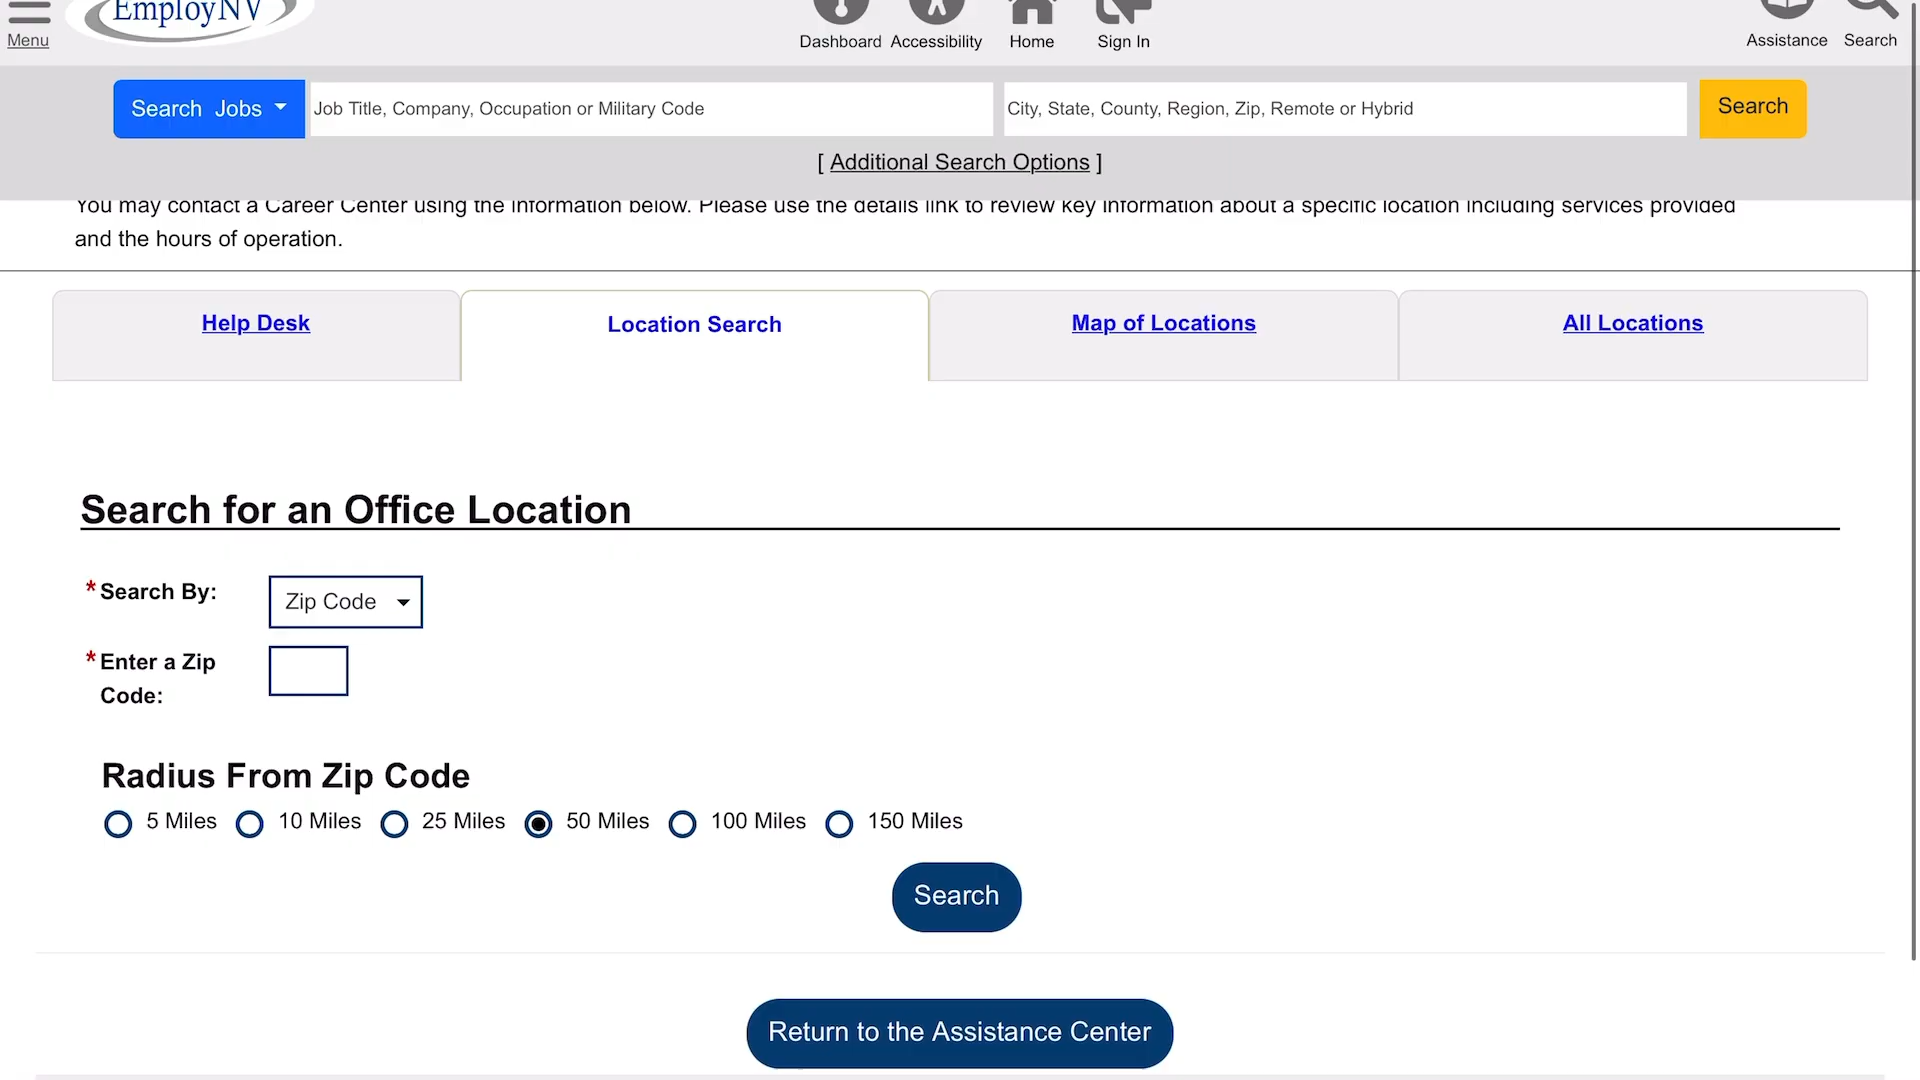 EmployNV
Menu
Dashboard Accessibility Home Sign In
Assistance Search
Search Jobs
Job Title, Company, Occupation or Military Code
City, State, County, Region, Zip, Remote or Hybrid
Search
[ Additional Search Options ]
You may contact a Career Center using the information below. Please use the details link to review key information about a specific location including services provided
and the hours of operation.
Help Desk
Location Search
Map of Locations
All Locations
Search for an Office Location
*Search By:
Zip Code
*Enter a Zip
Code:
Radius From Zip Code
5 Miles 10 Miles 25 Miles 50 Miles 100 Miles 150 Miles
Search
Return to the Assistance Center